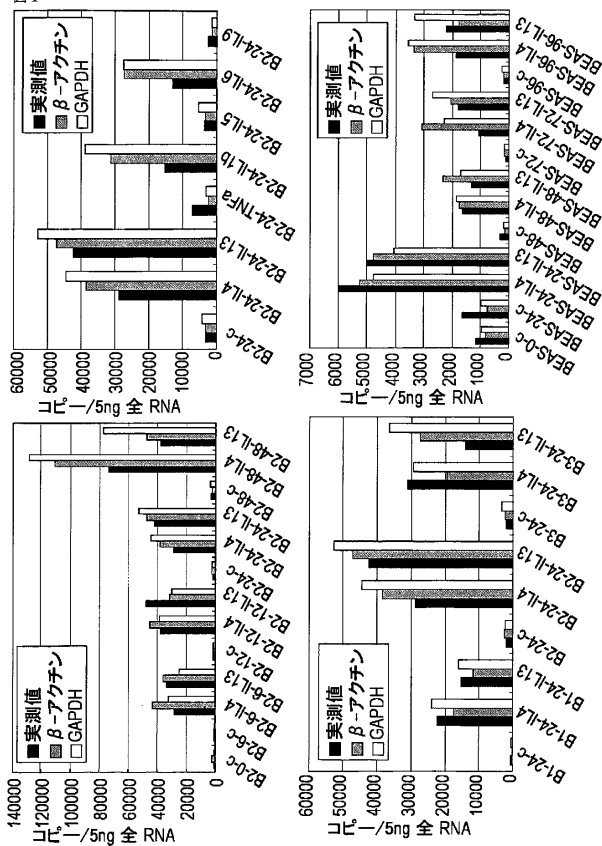 図1
140000
120000
100000
80000
60000
40000
20000
0
コピー/5ng 全 RNA
実測値
β-アクチン
GAPDH
B2-0-c
B2-6-c
B2-6-IL4
B2-6-IL13
B2-12-c
B2-12-IL4
B2-12-IL13
B2-24-c
B2-24-IL4
B2-24-IL13
B2-48-c
B2-48-IL4
B2-48-IL13
60000
50000
40000
30000
20000
10000
0
コピー/5ng 全 RNA
実測値
β-アクチン
GAPDH
B2-24-c
B2-24-IL4
B2-24-IL13
B2-24-TNFa
B2-24-IL1b
B2-24-IL5
B2-24-IL6
B2-24-IL9
60000
50000
40000
30000
20000
10000
0
コピー/5ng 全 RNA
実測値
β-アクチン
GAPDH
B1-24-c
B1-24-IL4
B1-24-IL13
B2-24-c
B2-24-IL4
B2-24-IL13
B3-24-c
B3-24-IL4
B3-24-IL13
7000
6000
5000
4000
3000
2000
1000
0
コピー/5ng 全 RNA
実測値
β-アクチン
GAPDH
BEAS-0-c
BEAS-24-c
BEAS-24-IL4
BEAS-24-IL13
BEAS-48-c
BEAS-48-IL4
BEAS-48-IL13
BEAS-72-c
BEAS-72-IL4
BEAS-72-IL13
BEAS-96-c
BEAS-96-IL4
BEAS-96-IL13